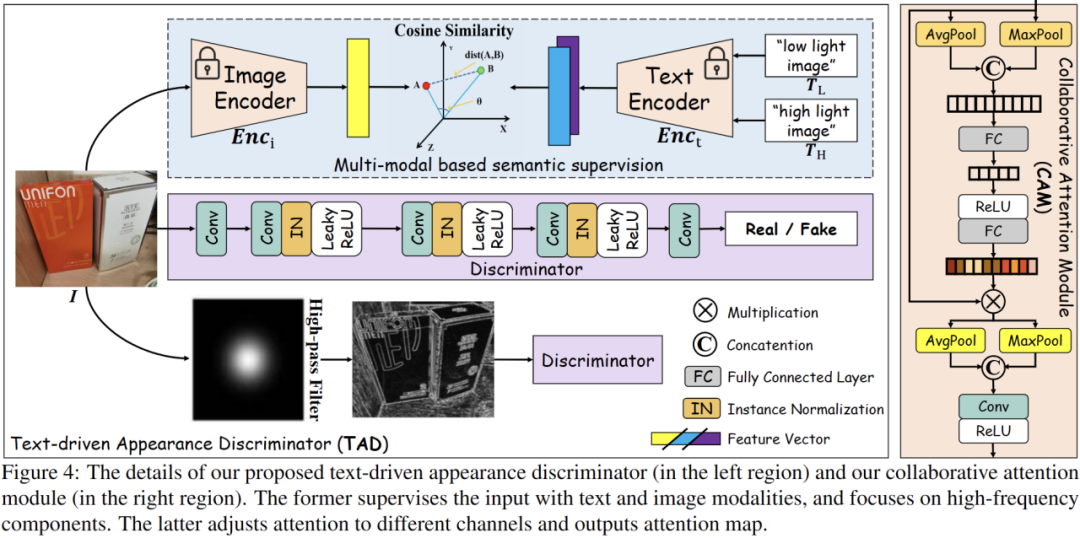 Cosine Similarity
Y
dist(A,B)
A
B
θ
X
Z
Image
Encoder
Enci
Text
Encoder
Enct
"low light
image"
TL
"high light
image"
TH
Multi-modal based semantic supervision
UNIFON
I
Conv
Conv
IN
Leaky
ReLU
Conv
IN
Leaky
ReLU
Conv
IN
Leaky
ReLU
Conv
Real / Fake
Discriminator
High-pass Filter
Discriminator
Multiplication
C
Concatention
FC
Fully Connected Layer
IN
Instance Normalization
Feature Vector
Text-driven Appearance Discriminator (TAD)
AvgPool
MaxPool
C
FC
ReLU
FC
AvgPool
MaxPool
C
Conv
ReLU
Collaborative Attention Module
(CAM)
Figure 4: The details of our proposed text-driven appearance discriminator (in the left region) and our collaborative attention
module (in the right region). The former supervises the input with text and image modalities, and focuses on high-frequency
components. The latter adjusts attention to different channels and outputs attention map.